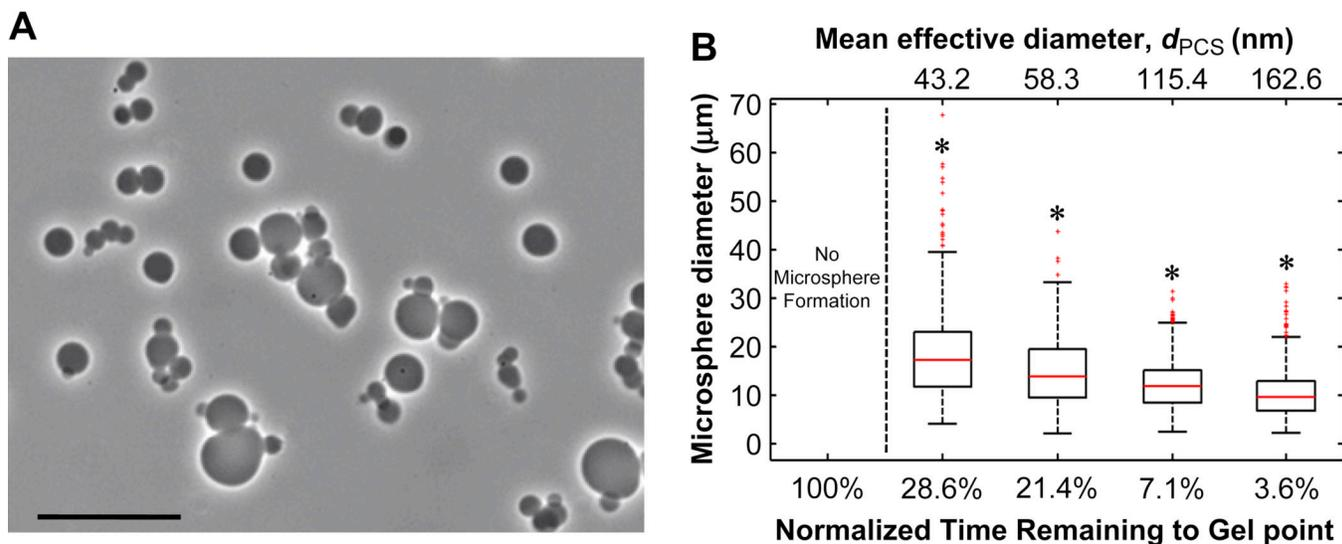 A
B
Mean effective diameter, dPCS (nm)
43.2 58.3 115.4 162.6
Microsphere diameter (μm)
70
60
50
40
30
20
10
0
*
*
*
*
No
Microsphere
Formation
100% 28.6% 21.4% 7.1% 3.6%
Normalized Time Remaining to Gel point